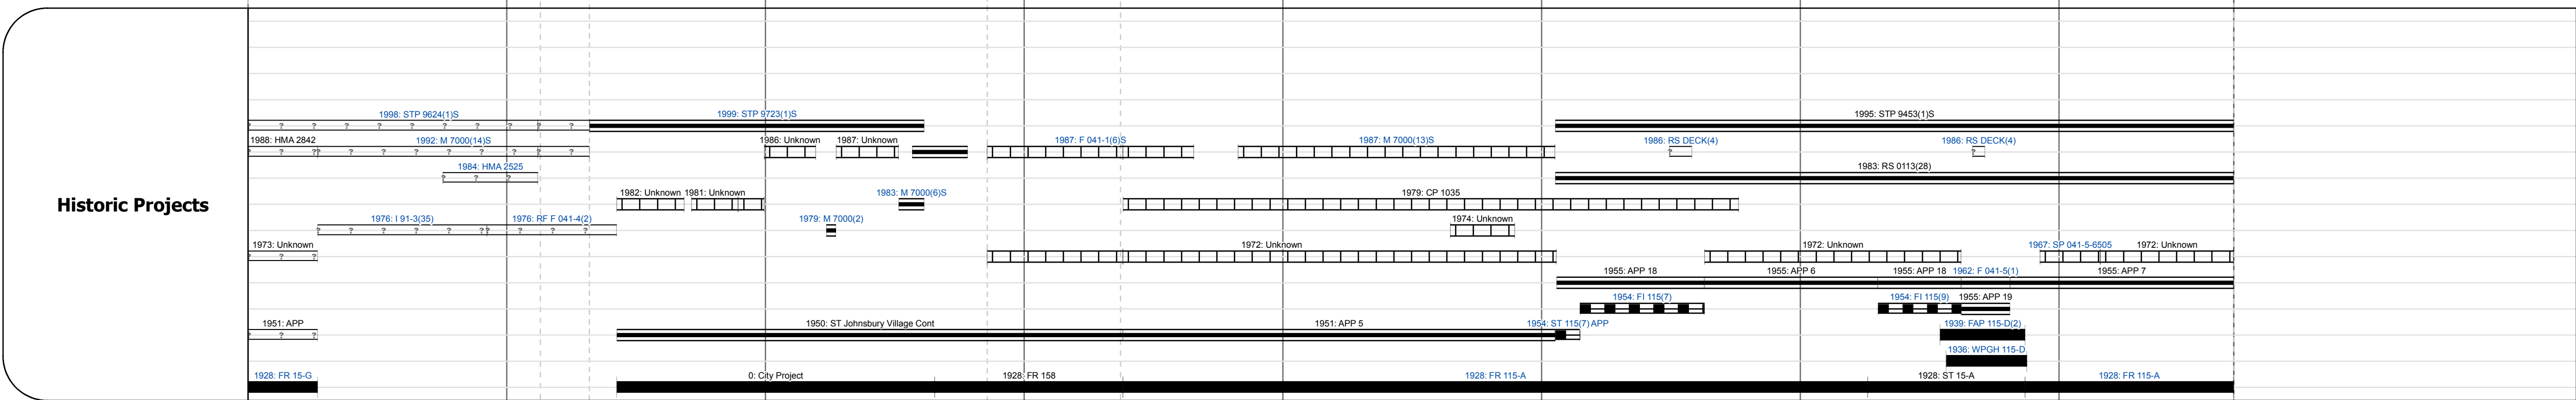 1998: STP 9624(1)S 1999: STP 9723(1)S 1995: STP 9453(1)S
1988: HMA 2842 1992: M 7000(14)S 1986: Unknown 1987: Unknown 1987: F 041-1(6)S 1987: M 7000(13)S 1986: RS DECK(4) 1986: RS DECK(4)
1984: HMA 2525 1983: RS 0113(28)
1982: Unknown 1981: Unknown 1983: M 7000(6)S 1979: CP 1035
Historic Projects
1976: I 91-3(35) 1976: RF F 041-4(2) 1979: M 7000(2) 1974: Unknown
1973: Unknown 1972: Unknown 1972: Unknown 1967: SP 041-5-6505 1972: Unknown
1955: APP 18 1955: APP 6 1955: APP 18 1962: F 041-5(1) 1955: APP 7
1954: FI 115(7) 1954: FI 115(9) 1955: APP 19
1951: APP 1950: ST Johnsbury Village Cont 1951: APP 5 1954: ST 115(7) APP 1939: FAP 115-D(2)
1936: WPGH 115-D
1928: FR 15-G 0: City Project 1928: FR 158 1928: FR 115-A 1928: ST 15-A 1928: FR 115-A